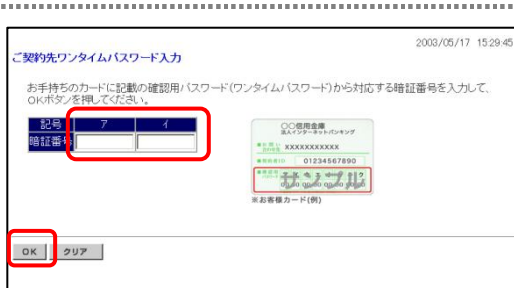 2003/05/17 15:29:45
ご契約先ワンタイムパスワード入力
お手持ちのカードに記載の確認用パスワード(ワンタイムパスワード)から対応する暗証番号を入力して、
OKボタンを押してください。
記号 ア イ
暗証番号
〇〇信用金庫
法人インターネットバンキング
XXXXXXXXXXX
01234567890
サンプル
※お客様カード(例)
OK クリア